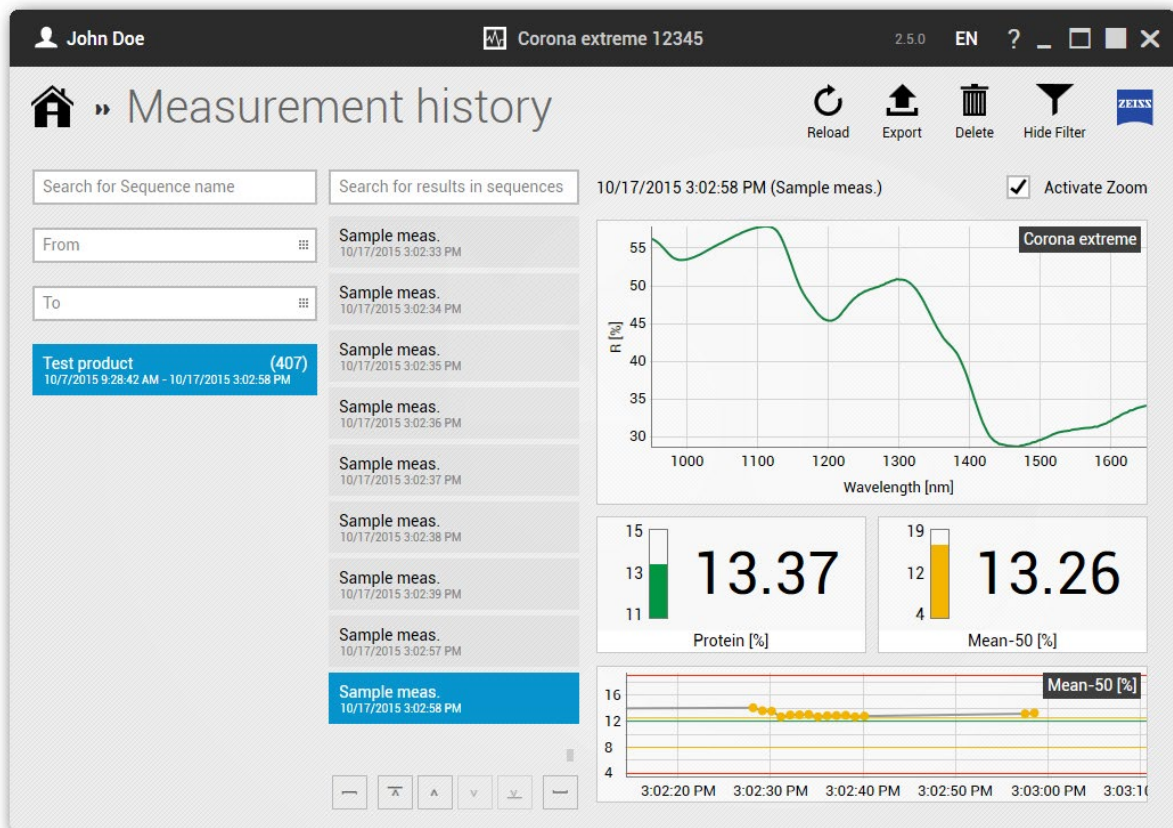 John Doe
Corona extreme 12345
2.5.0
EN
?
Measurement history
Reload
Export
Delete
Hide Filter
ZEISS
Search for Sequence name
From
To
Test product (407)
10/7/2015 9:28:42 AM - 10/17/2015 3:02:58 PM
Search for results in sequences
Sample meas.
10/17/2015 3:02:33 PM
Sample meas.
10/17/2015 3:02:34 PM
Sample meas.
10/17/2015 3:02:35 PM
Sample meas.
10/17/2015 3:02:36 PM
Sample meas.
10/17/2015 3:02:37 PM
Sample meas.
10/17/2015 3:02:38 PM
Sample meas.
10/17/2015 3:02:39 PM
Sample meas.
10/17/2015 3:02:57 PM
Sample meas.
10/17/2015 3:02:58 PM
10/17/2015 3:02:58 PM (Sample meas.)
Activate Zoom
Corona extreme
R [%]
55
50
45
40
35
30
1000 1100 1200 1300 1400 1500 1600
Wavelength [nm]
15
13
11
13.37
Protein [%]
19
12
4
13.26
Mean-50 [%]
Mean-50 [%]
16
12
8
4
3:02:20 PM 3:02:30 PM 3:02:40 PM 3:02:50 PM 3:03:00 PM 3:03:10